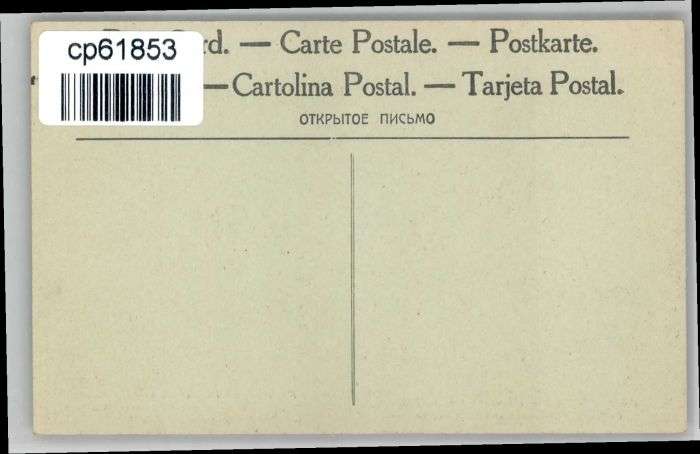 cp61853
rd. — Carte Postale. — Postkarte.
— Cartolina Postal. — Tarjeta Postal.
ОТКРЫТОЕ ПИСЬМО